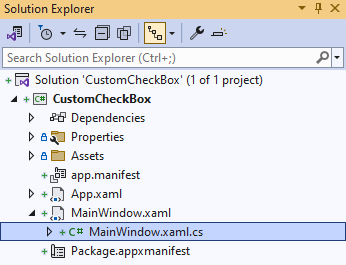 Solution Explorer
Search Solution Explorer (Ctrl+;)
Solution 'CustomCheckBox' (1 of 1 project)
C# CustomCheckBox
Dependencies
Properties
Assets
app.manifest
App.xaml
MainWindow.xaml
C# MainWindow.xaml.cs
Package.appxmanifest